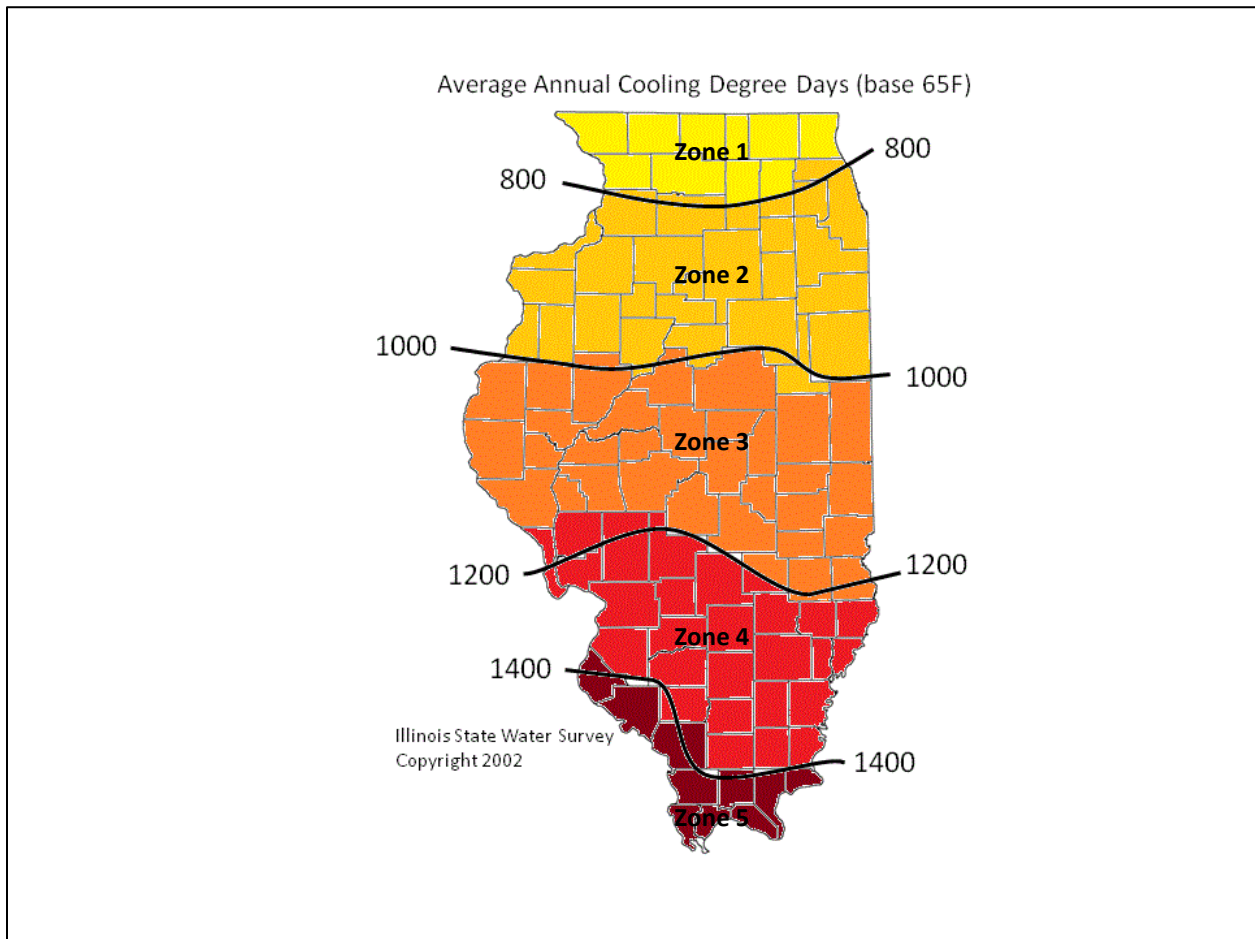 Average Annual Cooling Degree Days (base 65F)
Zone 1
800
800
Zone 2
1000
1000
Zone 3
1200
1200
Zone 4
1400
Illinois State Water Survey
Copyright 2002
1400
Zone 5